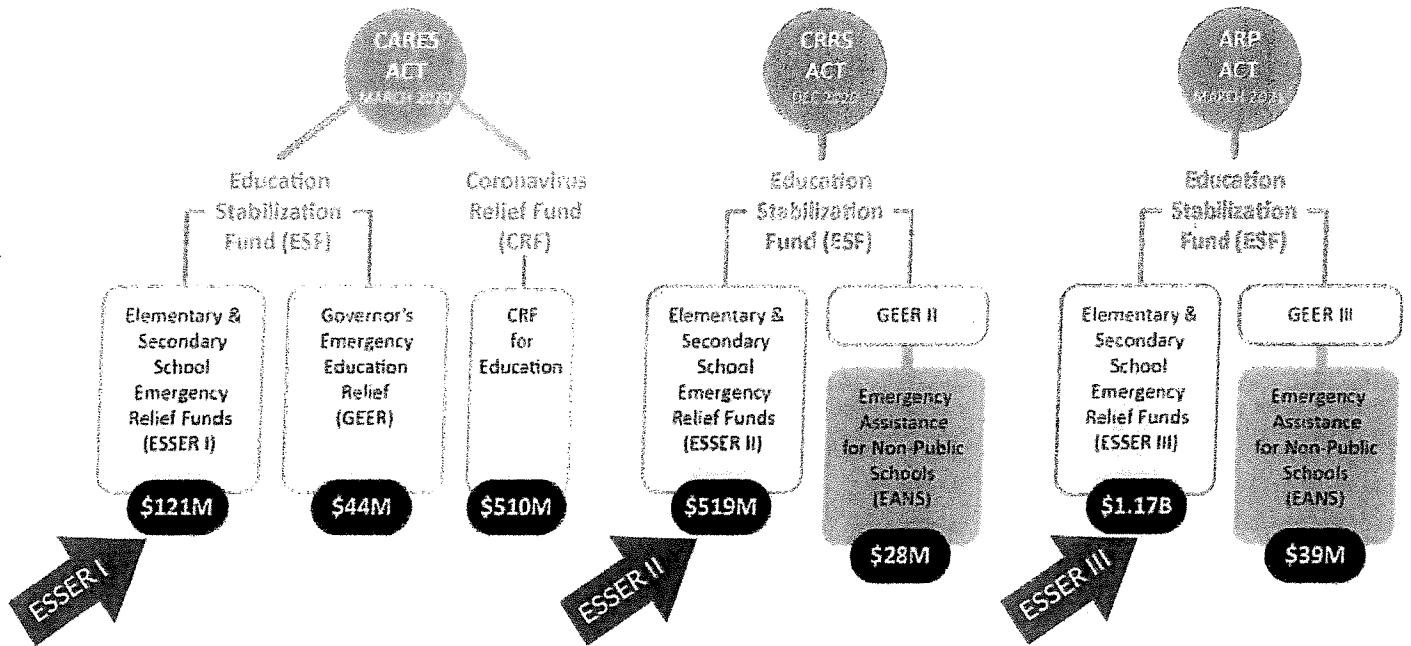 CARES
ACT
MARCH 2020
Education
Stabilization
Fund (ESF)
Coronavirus
Relief Fund
(CRF)
Elementary &
Secondary
School
Emergency
Relief Funds
(ESSER I)
$121M
Governor's
Emergency
Education
Relief
(GEER)
$44M
CRF
for
Education
$510M
ESSER I
CRRS
ACT
DEC 2020
Education
Stabilization
Fund (ESF)
Elementary &
Secondary
School
Emergency
Relief Funds
(ESSER II)
$519M
GEER II
Emergency
Assistance
for Non-Public
Schools
(EANS)
$28M
ESSER II
ARP
ACT
MARCH 2021
Education
Stabilization
Fund (ESF)
Elementary &
Secondary
School
Emergency
Relief Funds
(ESSER III)
$1.17B
GEER III
Emergency
Assistance
for Non-Public
Schools
(EANS)
$39M
ESSER III